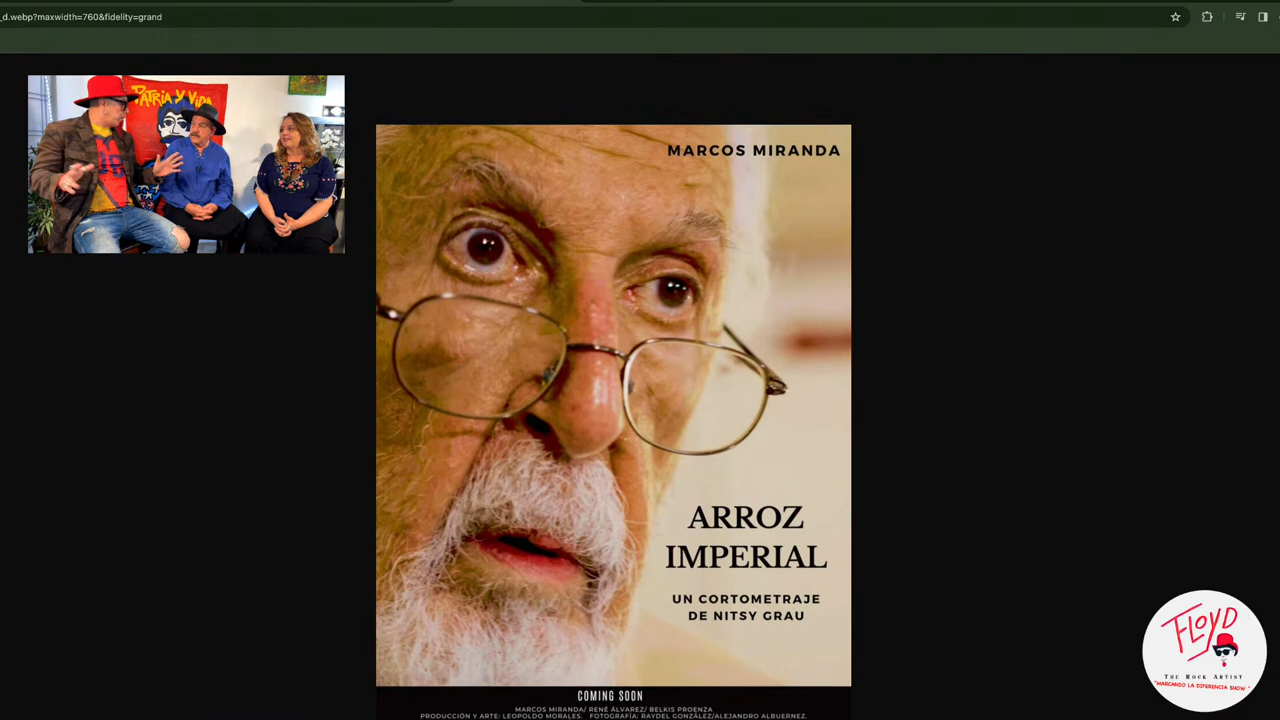 _d.webp?maxwidth=760&fidelity=grand
PATRIA Y VIDA
MARCOS MIRANDA
ARROZ
IMPERIAL
UN CORTOMETRAJE
DE NITSY GRAU
COMING SOON
MARCOS MIRANDA/ RENÉ ÁLVAREZ/ BELKIS PROENZA
PRODUCCIÓN Y ARTE: LEOPOLDO MORALES. FOTOGRAFÍA: RAYDEL GONZÁLEZ/ALEJANDRO ALBUERNEZ.
FLOYD
THE ROCK ARTIST
"MARCANDO LA DIFERENCIA SHOW"